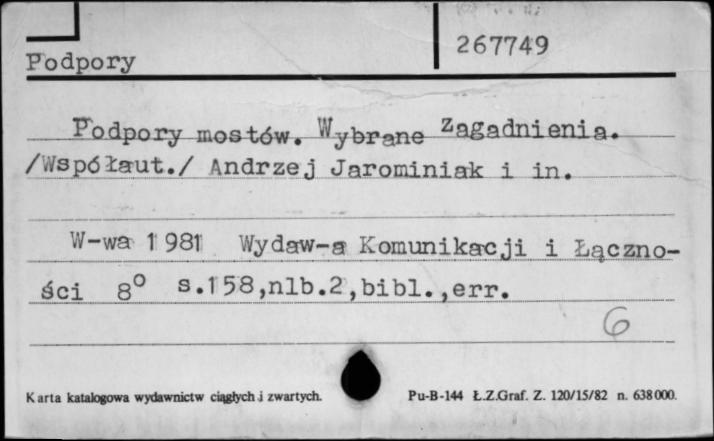 Podpory
267749
Podpory mostów. Wybrane Zagadnienia.
/Współaut./ Andrzej Jarominiak i in.
W-wa 1981 Wydaw-a Komunikacji i Łączno-
ści 8° s.158,nlb.2,bibl.,err.
6
Karta katalogowa wydawnictw ciągłych i zwartych.
Pu-B-144 Ł.Z.Graf. Z. 120/15/82 n. 638000.